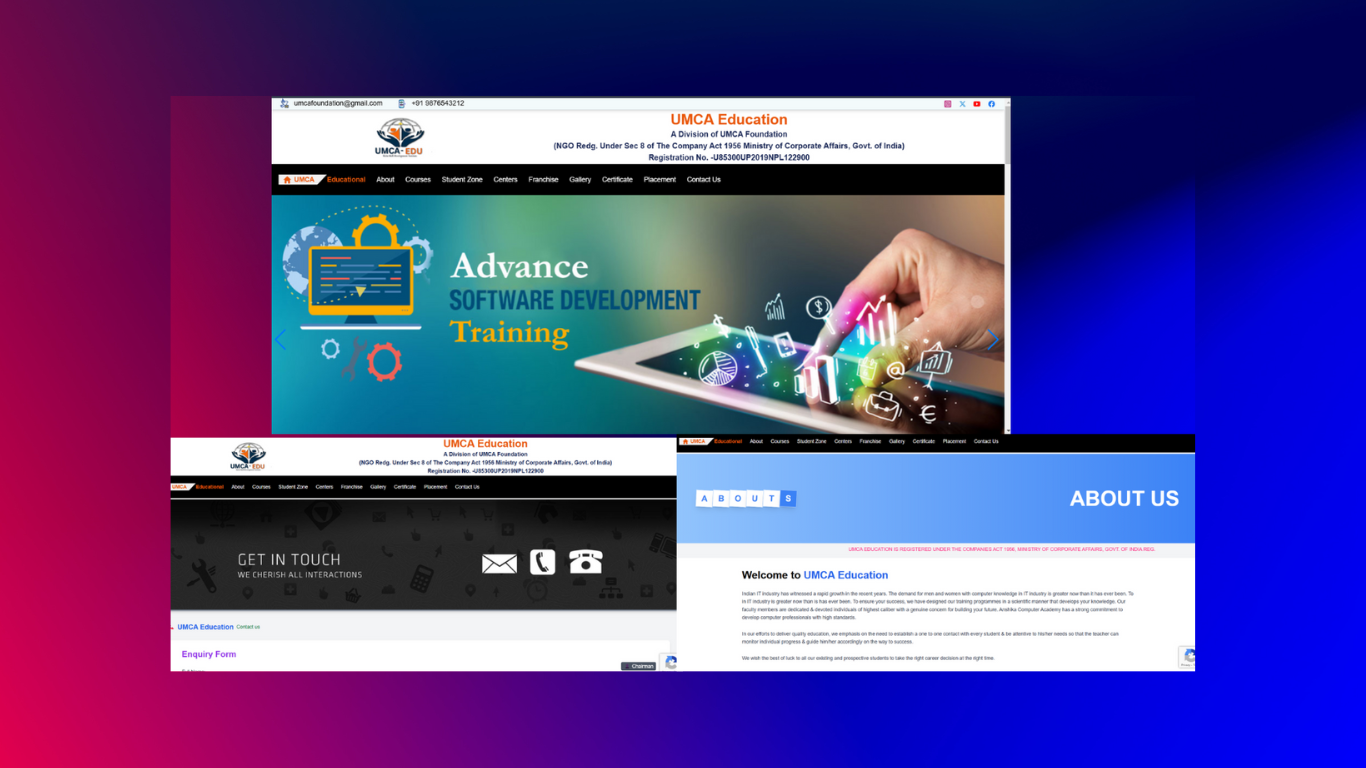 umcafoundation@gmail.com +91 9876543212
UMCA Education
A Division of UMCA Foundation
(NGO Redg. Under Sec 8 of The Company Act 1956 Ministry of Corporate Affairs, Govt. of India)
Registration No. -U85300UP2019NPL122900
UMCA-EDU
UMCA Educational About Courses Student Zone Centers Franchise Gallery Certificate Placement Contact Us
Advance
SOFTWARE DEVELOPMENT
Training
UMCA Education
A Division of UMCA Foundation
(NGO Redg. Under Sec 8 of The Company Act 1956 Ministry of Corporate Affairs, Govt. of India)
Registration No. -U85300UP2019NPL122900
UMCA-EDU
UMCA Educational About Courses Student Zone Centers Franchise Gallery Certificate Placement Contact Us
GET IN TOUCH
WE CHERISH ALL INTERACTIONS
UMCA Education Contact us
Enquiry Form
Chairman
UMCA Educational About Courses Student Zone Centers Franchise Gallery Certificate Placement Contact Us
ABOUTS
ABOUT US
UMCA EDUCATION IS REGISTERED UNDER THE COMPANIES ACT 1956, MINISTRY OF CORPORATE AFFAIRS, GOVT. OF INDIA REG.
Welcome to UMCA Education
Indian IT industry has witnessed a rapid growth in the recent years. The demand for men and women with computer knowledge in IT industry is greater now than it has ever been. To
in IT industry is greater now than is has ever been. To ensure your success, we have designed our training programmes in a scientific manner that develops your knowledge. Our
faculty members are dedicated & devoted individuals of highest caliber with a genuine concern for building your future. Anshika Computer Academy has a strong commitment to
develop computer professionals with high standards.
In our efforts to deliver quality education, we emphasis on the need to establish a one to one contact with every student & be attentive to his/her needs so that the teacher can
monitor individual progress & guide him/her accordingly on the way to success.
We wish the best of luck to all our existing and prospective students to take the right career decision at the right time.